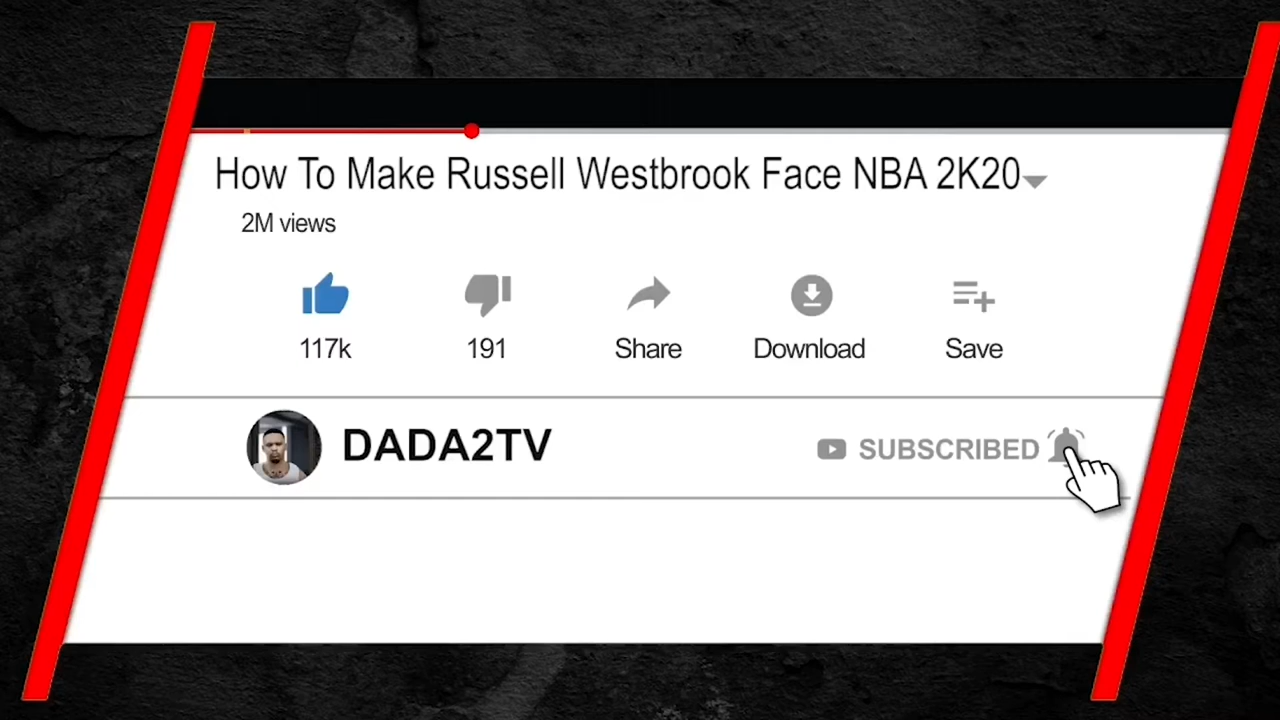 How To Make Russell Westbrook Face NBA 2K20
2M views
117k
191
Share
Download
Save
DADA2TV
SUBSCRIBED